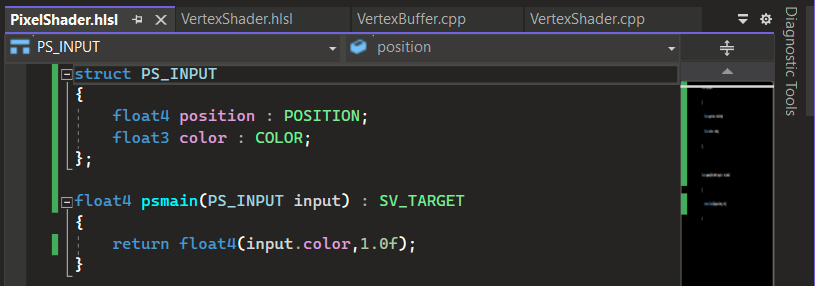 PixelShader.hlsl VertexShader.hlsl VertexBuffer.cpp VertexShader.cpp
PS_INPUT position
struct PS_INPUT
{
float4 position : POSITION;
float3 color : COLOR;
};
float4 psmain(PS_INPUT input) : SV_TARGET
{
return float4(input.color,1.0f);
}
Diagnostic Tools